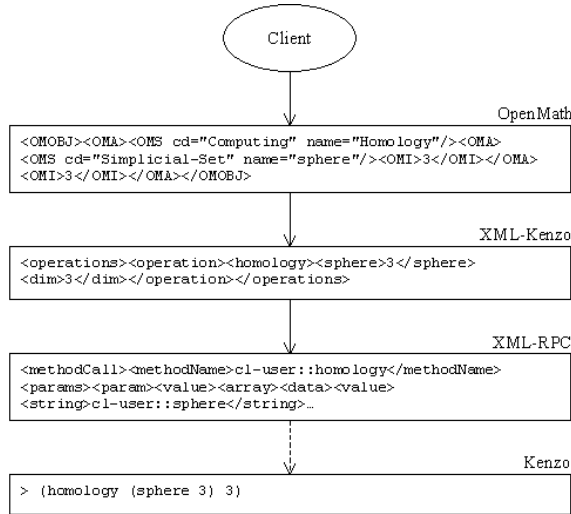 Client
OpenMath
<OMOBJ><OMA><OMS cd="Computing" name="Homology"/><OMA>
<OMS cd="Simplicial-Set" name="sphere"/><OMI>3</OMI></OMA>
<OMI>3</OMI></OMA></OMOBJ>
XML-Kenzo
<operations><operation><homology><sphere>3</sphere>
<dim>3</dim></operation></operations>
XML-RPC
<methodCall><methodName>cl-user::homology</methodName>
<params><param><value><array><data><value>
<string>cl-user::sphere</string>…
Kenzo
> (homology (sphere 3) 3)